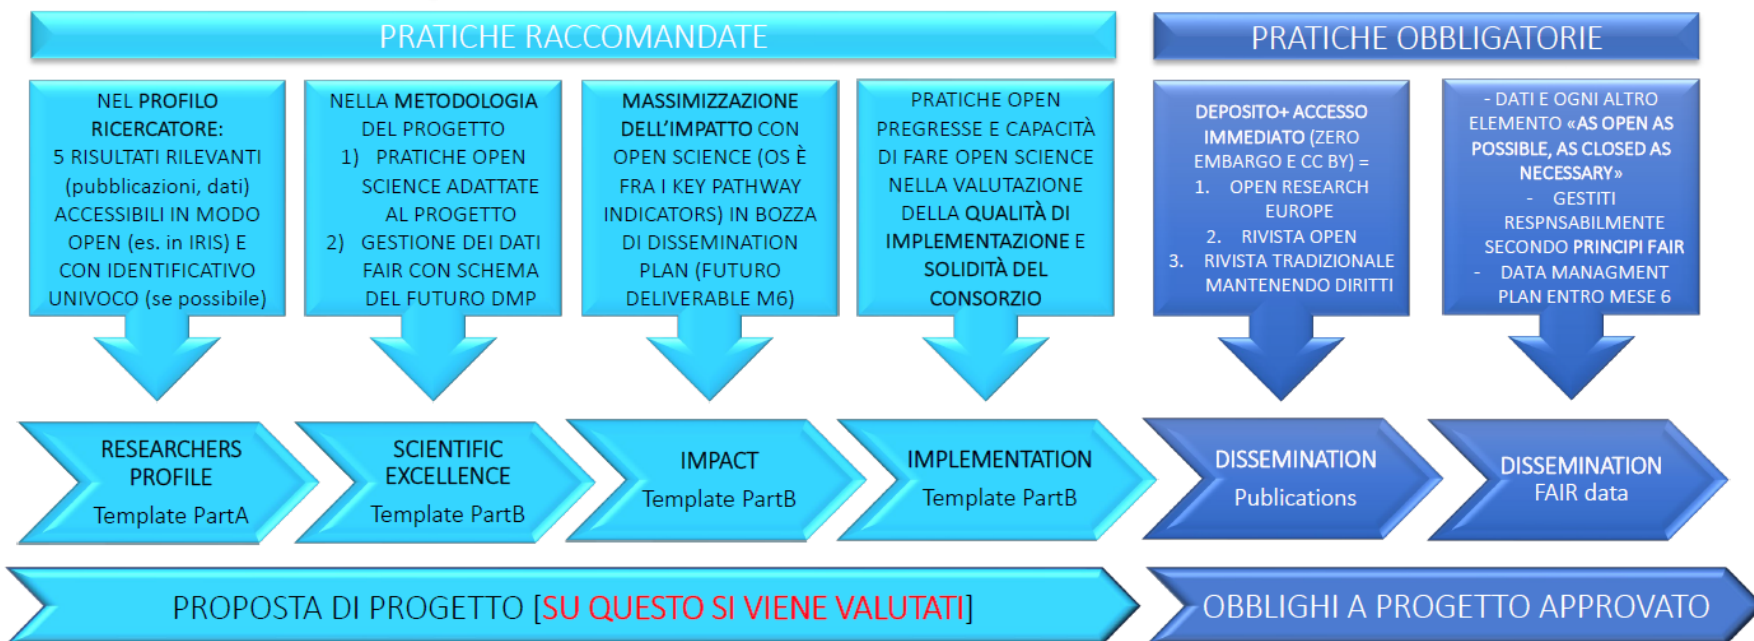 PRATICHE RACCOMANDATE
PRATICHE OBBLIGATORIE
NEL PROFILO
RICERCATORE:
5 RISULTATI RILEVANTI
(pubblicazioni, dati)
ACCESSIBILI IN MODO
OPEN (es. in IRIS) E
CON IDENTIFICATIVO
UNIVOCO (se possibile)
NELLA METODOLOGIA
DEL PROGETTO
1) PRATICHE OPEN
SCIENCE ADATTATE
AL PROGETTO
2) GESTIONE DEI DATI
FAIR CON SCHEMA
DEL FUTURO DMP
MASSIMIZZAZIONE
DELL'IMPATTO CON
OPEN SCIENCE (OS È
FRA I KEY PATHWAY
INDICATORS) IN BOZZA
DI DISSEMINATION
PLAN (FUTURO
DELIVERABLE M6)
PRATICHE OPEN
PREGRESSE E CAPACITÀ
DI FARE OPEN SCIENCE
NELLA VALUTAZIONE
DELLA QUALITÀ DI
IMPLEMENTAZIONE E
SOLIDITÀ DEL
CONSORZIO
DEPOSITO+ ACCESSO
IMMEDIATO (ZERO
EMBARGO E CC BY) =
1. OPEN RESEARCH
EUROPE
2. RIVISTA OPEN
3. RIVISTA TRADIZIONALE
MANTENENDO DIRITTI
- DATI E OGNI ALTRO
ELEMENTO «AS OPEN AS
POSSIBLE, AS CLOSED AS
NECESSARY»
- GESTITI
RESPNSABILMENTE
SECONDO PRINCIPI FAIR
- DATA MANAGMENT
PLAN ENTRO MESE 6
RESEARCHERS
PROFILE
Template PartA
SCIENTIFIC
EXCELLENCE
Template PartB
IMPACT
Template PartB
IMPLEMENTATION
Template PartB
DISSEMINATION
Publications
DISSEMINATION
FAIR data
PROPOSTA DI PROGETTO [SU QUESTO SI VIENE VALUTATI]
OBBLIGHI A PROGETTO APPROVATO